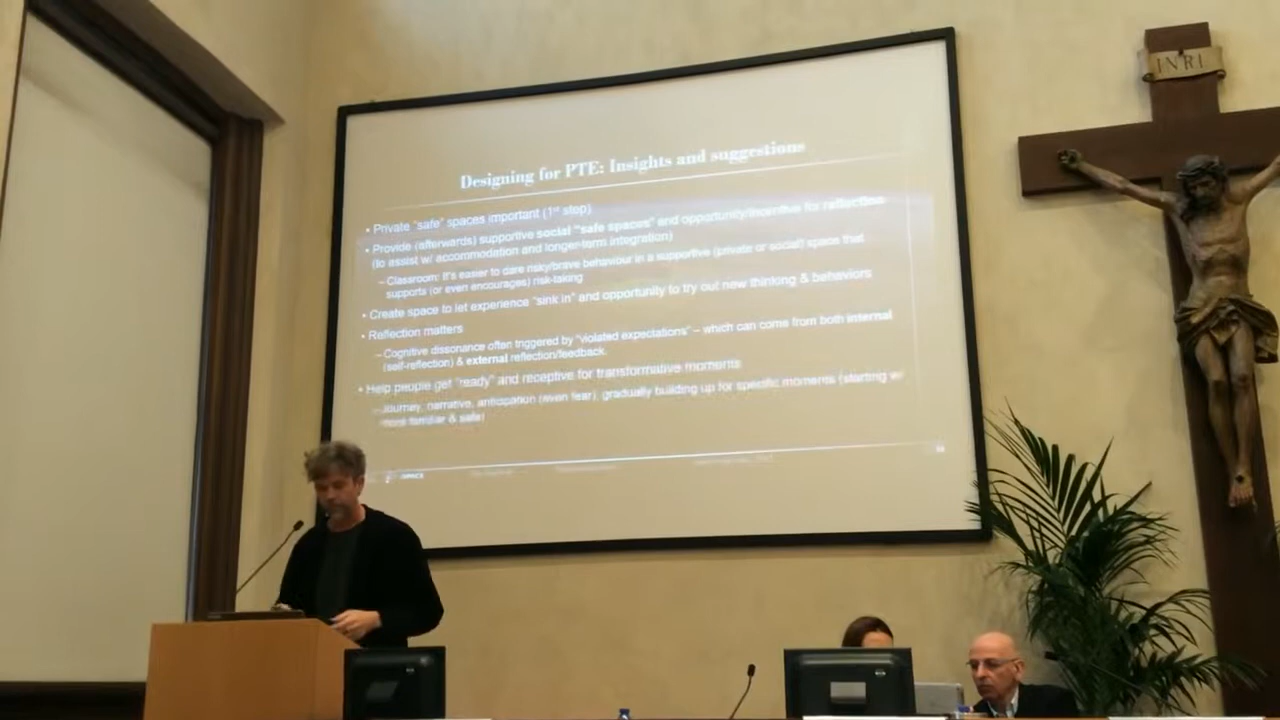 INRI
Designing for PTE: Insights and suggestions
• Private "safe" spaces important (1st step)
• Provide (afterwards) supportive social "safe spaces" and opportunity/incentive for reflection
(to assist w/ accommodation and longer-term integration)
– Classroom: It's easier to dare risky/brave behaviour in a supportive (private or social) space that
supports (or even encourages) risk-taking
• Create space to let experience "sink in" and opportunity to try out new thinking & behaviors
• Reflection matters
– Cognitive dissonance often triggered by "violated expectations" – which can come from both internal
(self-reflection) & external reflection/feedback.
• Help people get "ready" and receptive for transformative moments
– Journey, narrative, anticipation (even fear), gradually building up for specific moments (starting w/
more familiar & safe)